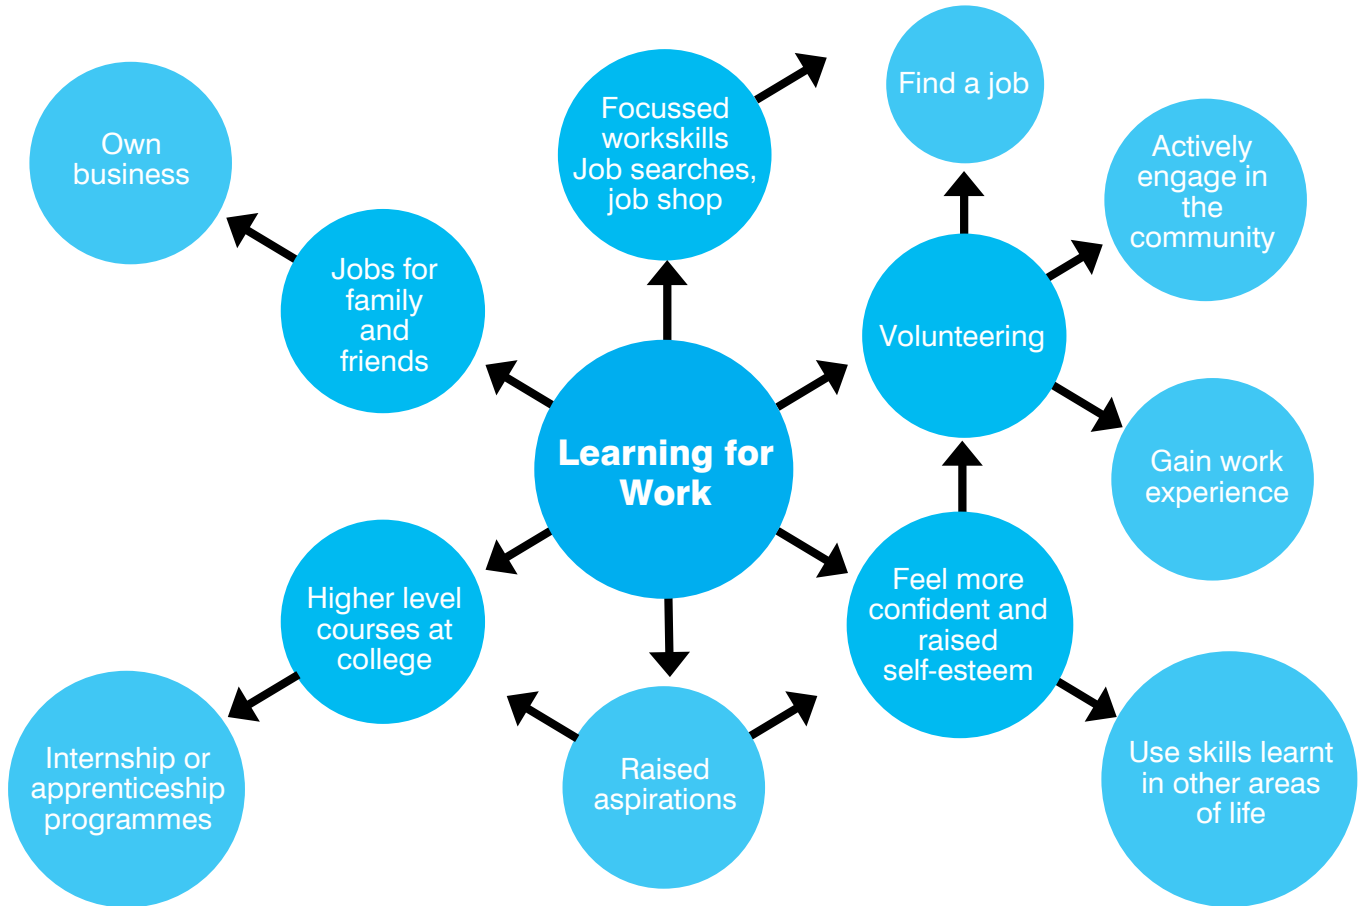 Find a job
Focussed
workskills
Job searches,
job shop
Own
business
Actively
engage in
the
community
Jobs for
family
and
friends
Volunteering
Learning for
Work
Gain work
experience
Higher level
courses at
college
Feel more
confident and
raised
self-esteem
Internship or
apprenticeship
programmes
Raised
aspirations
Use skills learnt
in other areas
of life